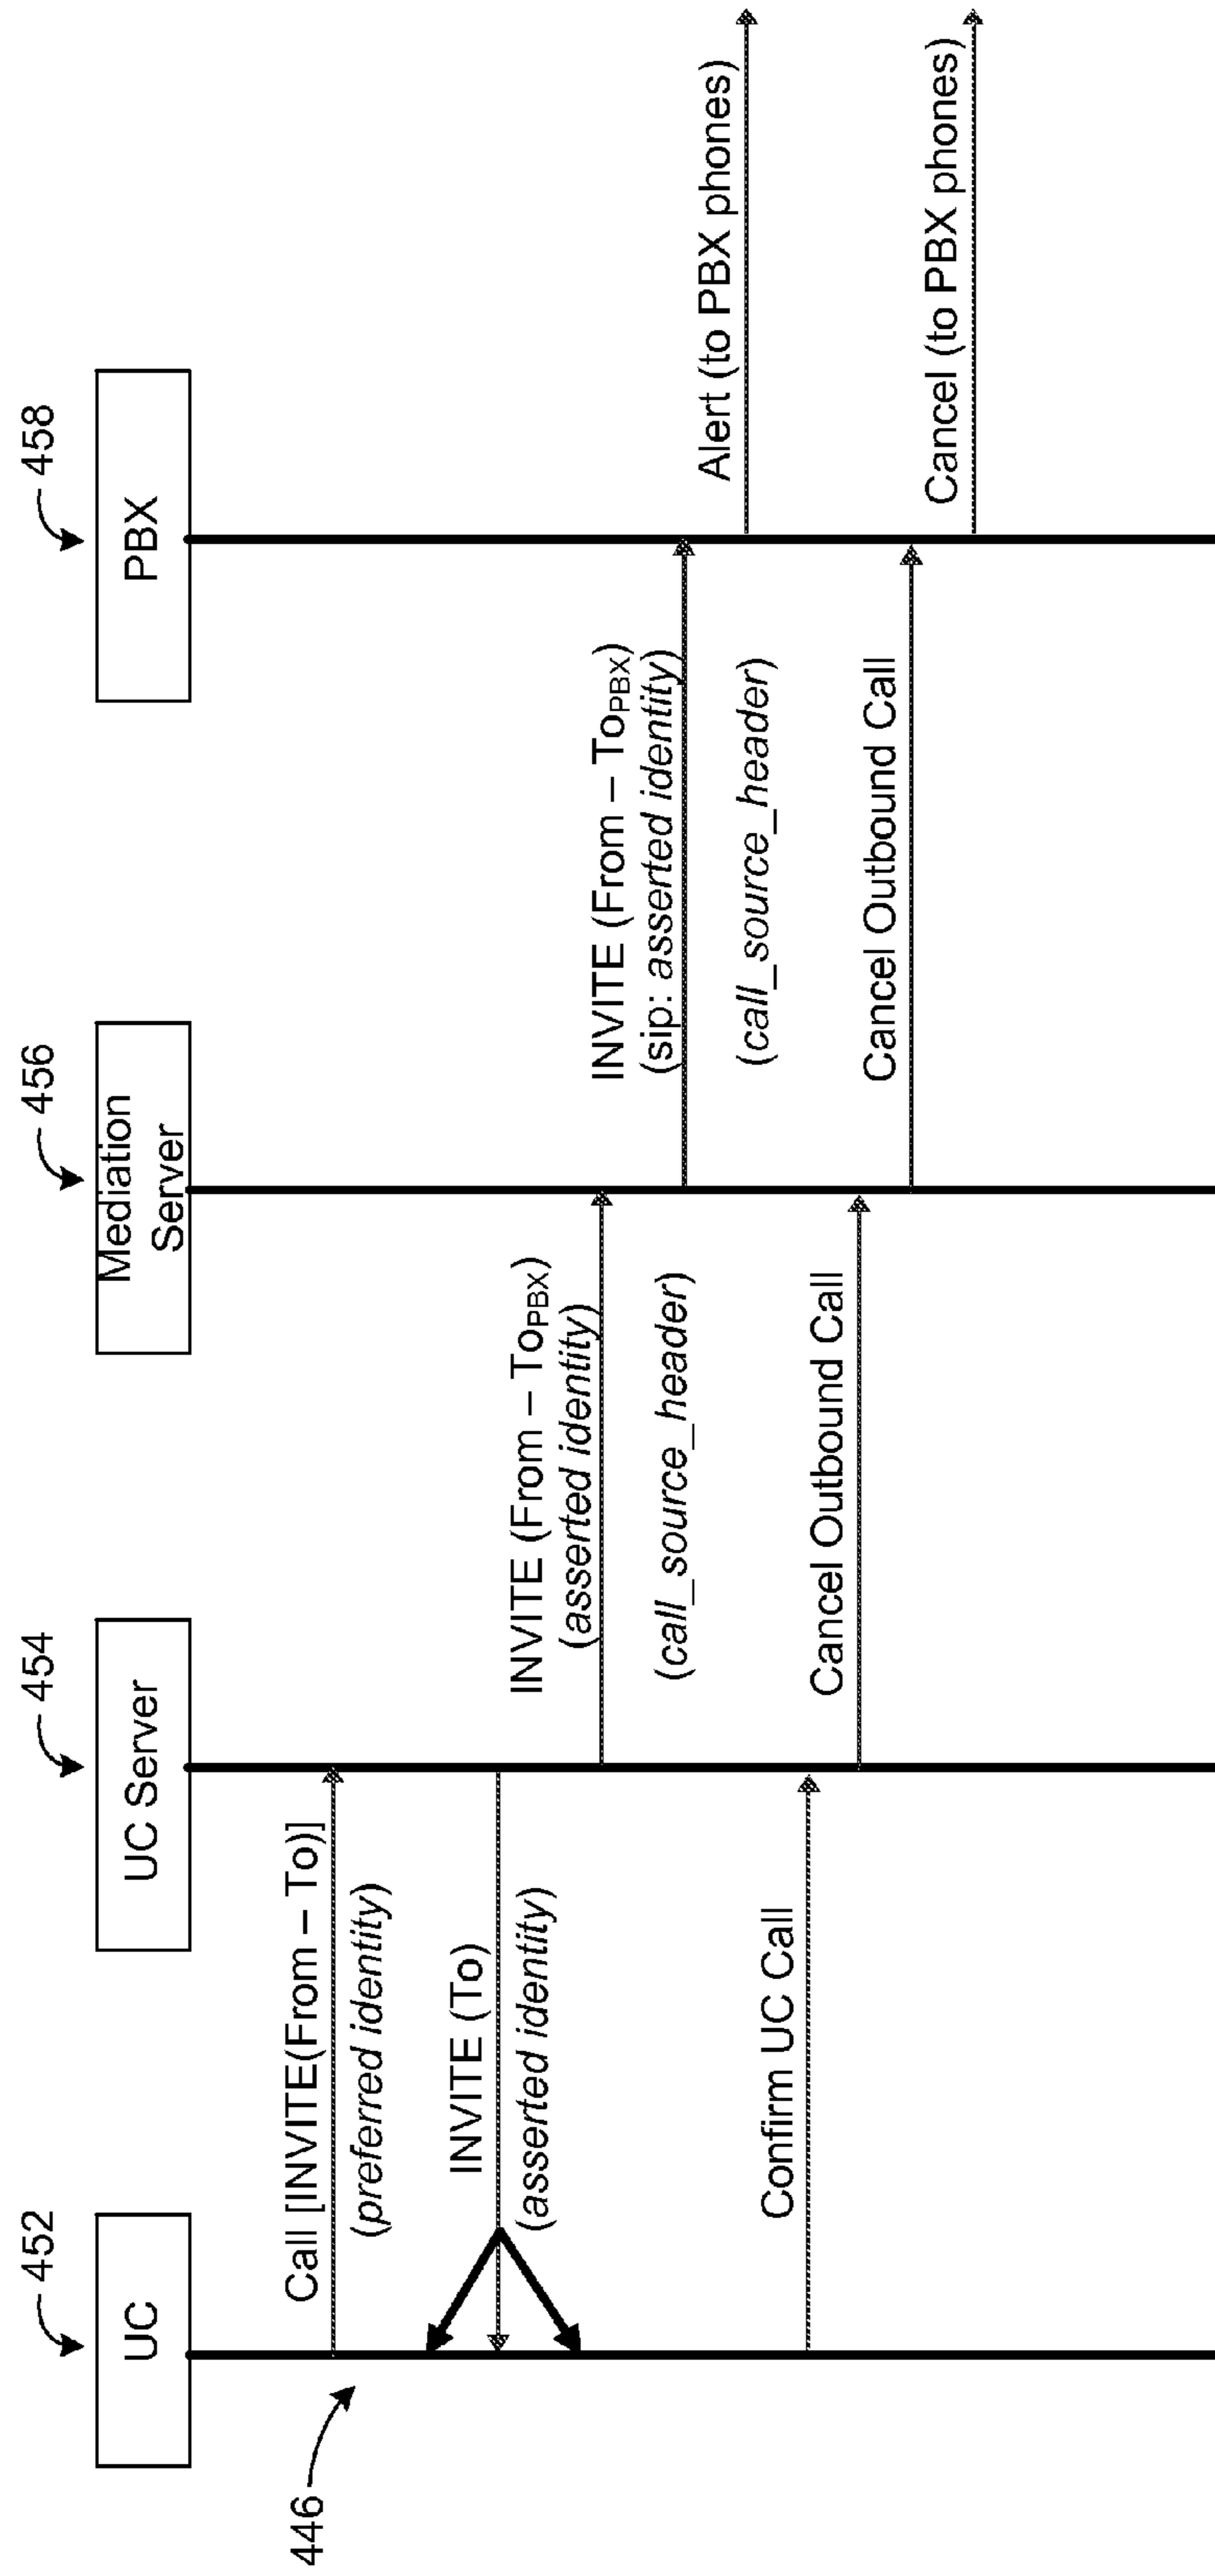 452
454
456
458
UC
UC Server
Mediation
Server
PBX
446
Call [INVITE(From – To)]
(preferred identity)
INVITE (To)
(asserted identity)
INVITE (From – ToPBX)
(asserted identity)
(call_source_header)
INVITE (From – ToPBX)
(sip: asserted identity)
(call_source_header)
Alert (to PBX phones)
Confirm UC Call
Cancel Outbound Call
Cancel Outbound Call
Cancel (to PBX phones)